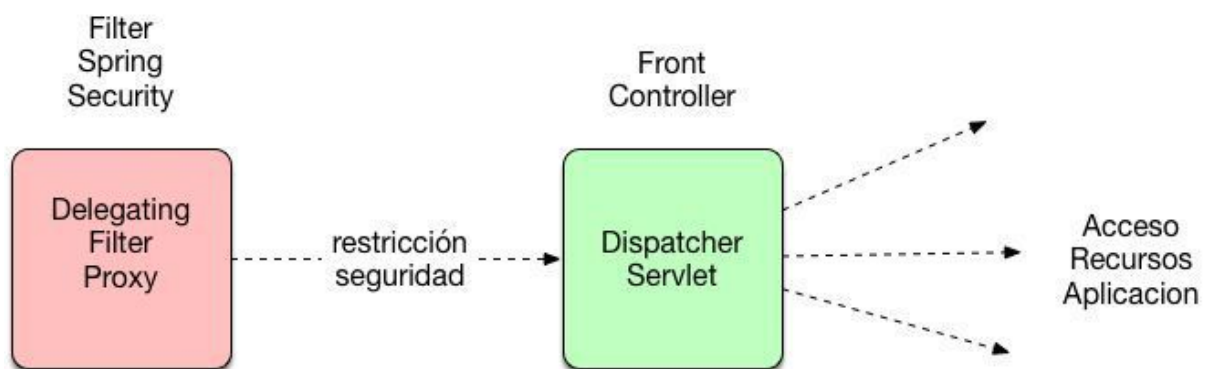 Filter
Spring
Security
Front
Controller
Delegating
Filter
Proxy
restricción
seguridad
Dispatcher
Servlet
Acceso
Recursos
Aplicacion